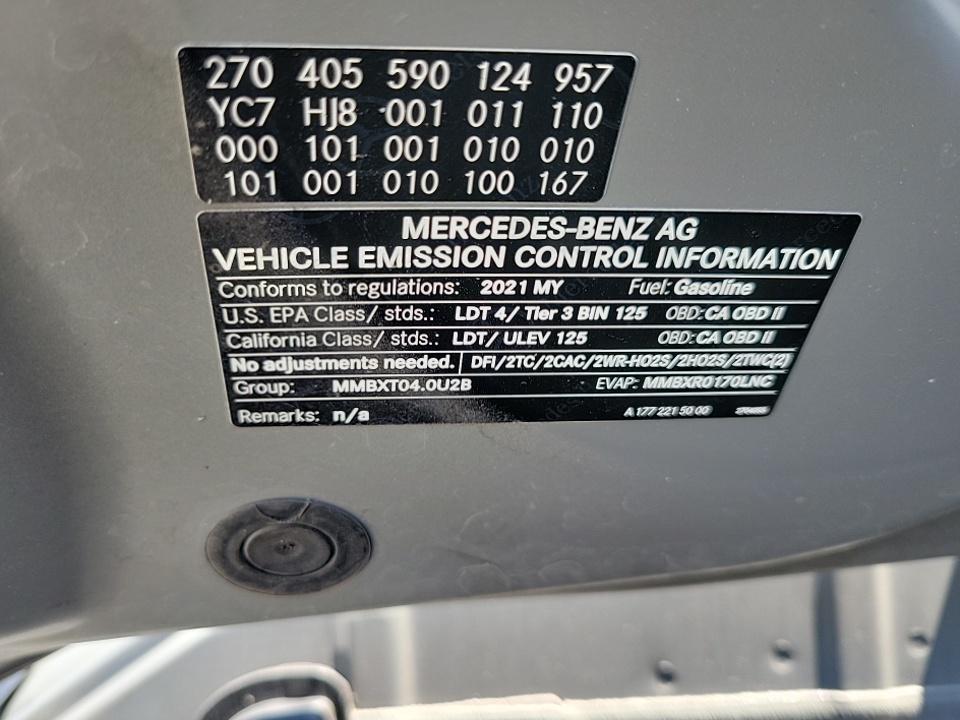 270 405 590 124 957
YC7 HJ8 001 011 110
000 101 001 010 010
101 001 010 100 167
MERCEDES-BENZ AG
VEHICLE EMISSION CONTROL INFORMATION
Conforms to regulations: 2021 MY Fuel: Gasoline
U.S. EPA Class/ stds.: LDT 4/ Tier 3 BIN 125 OBD: CA OBD II
California Class/ stds.: LDT/ ULEV 125 OBD: CA OBD II
No adjustments needed. DFI/2TC/2CAC/2WR-HO2S/2HO2S/2TWC(2)
Group: MMBXT04.0U2B EVAP: MMBXR0170LNC
Remarks: n/a A 177 221 50 00